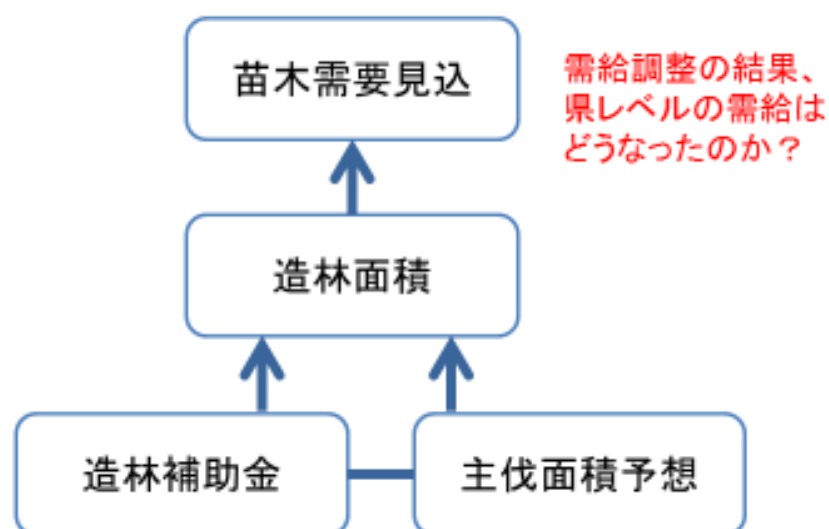 苗木需要見込
需給調整の結果、
県レベルの需給は
どうなったのか？
造林面積
造林補助金
主伐面積予想